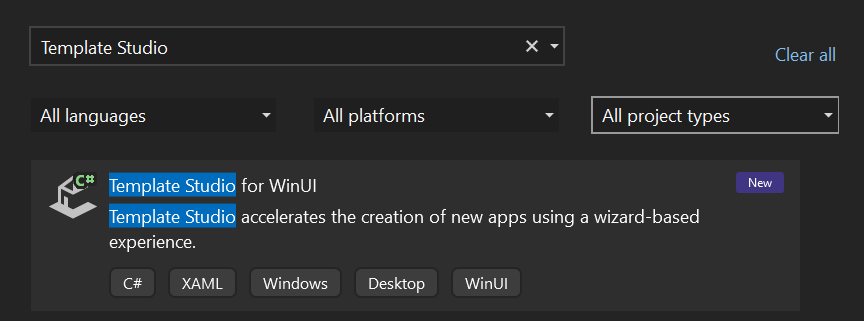 Template Studio
Clear all
All languages
All platforms
All project types
C#
Template Studio for WinUI
New
Template Studio accelerates the creation of new apps using a wizard-based
experience.
C#
XAML
Windows
Desktop
WinUI